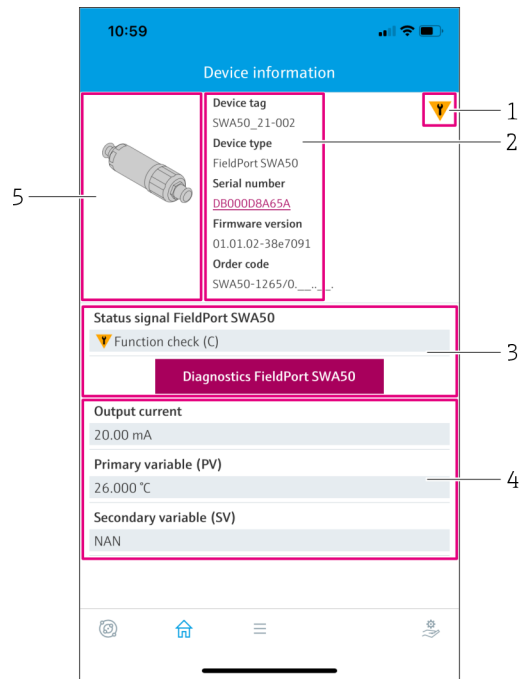 10:59
Device information
Device tag
SWA50_21-002
Device type
FieldPort SWA50
Serial number
DB000D8A65A
Firmware version
01.01.02-38e7091
Order code
SWA50-1265/0.__..__.
1
2
5
Status signal FieldPort SWA50
Function check (C)
3
Diagnostics FieldPort SWA50
Output current
20.00 mA
Primary variable (PV)
26.000 °C
4
Secondary variable (SV)
NAN